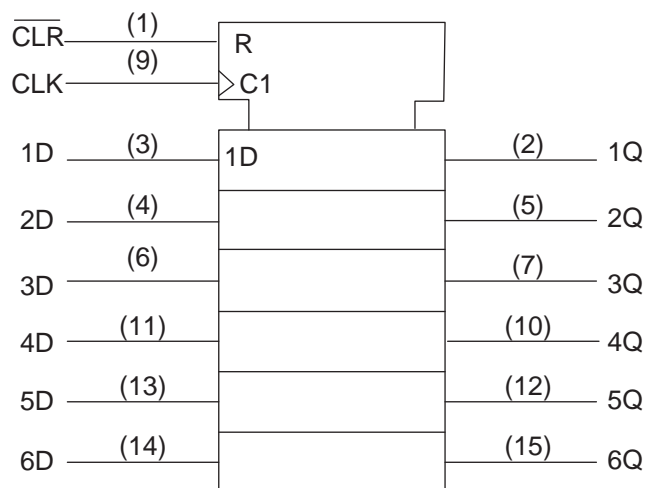 C̅L̅R̅ (1) R
CLK (9) C1
1D (3) 1D (2) 1Q
2D (4) (5) 2Q
3D (6) (7) 3Q
4D (11) (10) 4Q
5D (13) (12) 5Q
6D (14) (15) 6Q